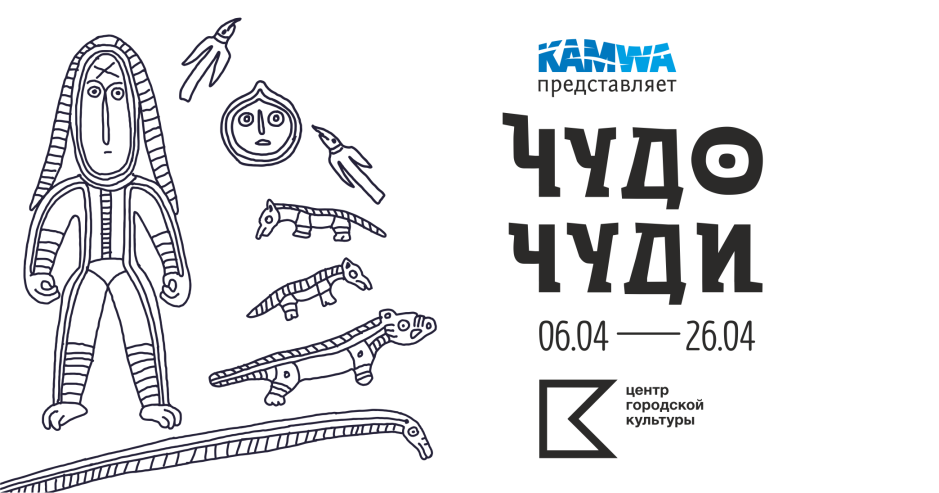 KAMWA
представляет
ЧУДО
ЧУДИ
06.04 — 26.04
центр
городской
культуры